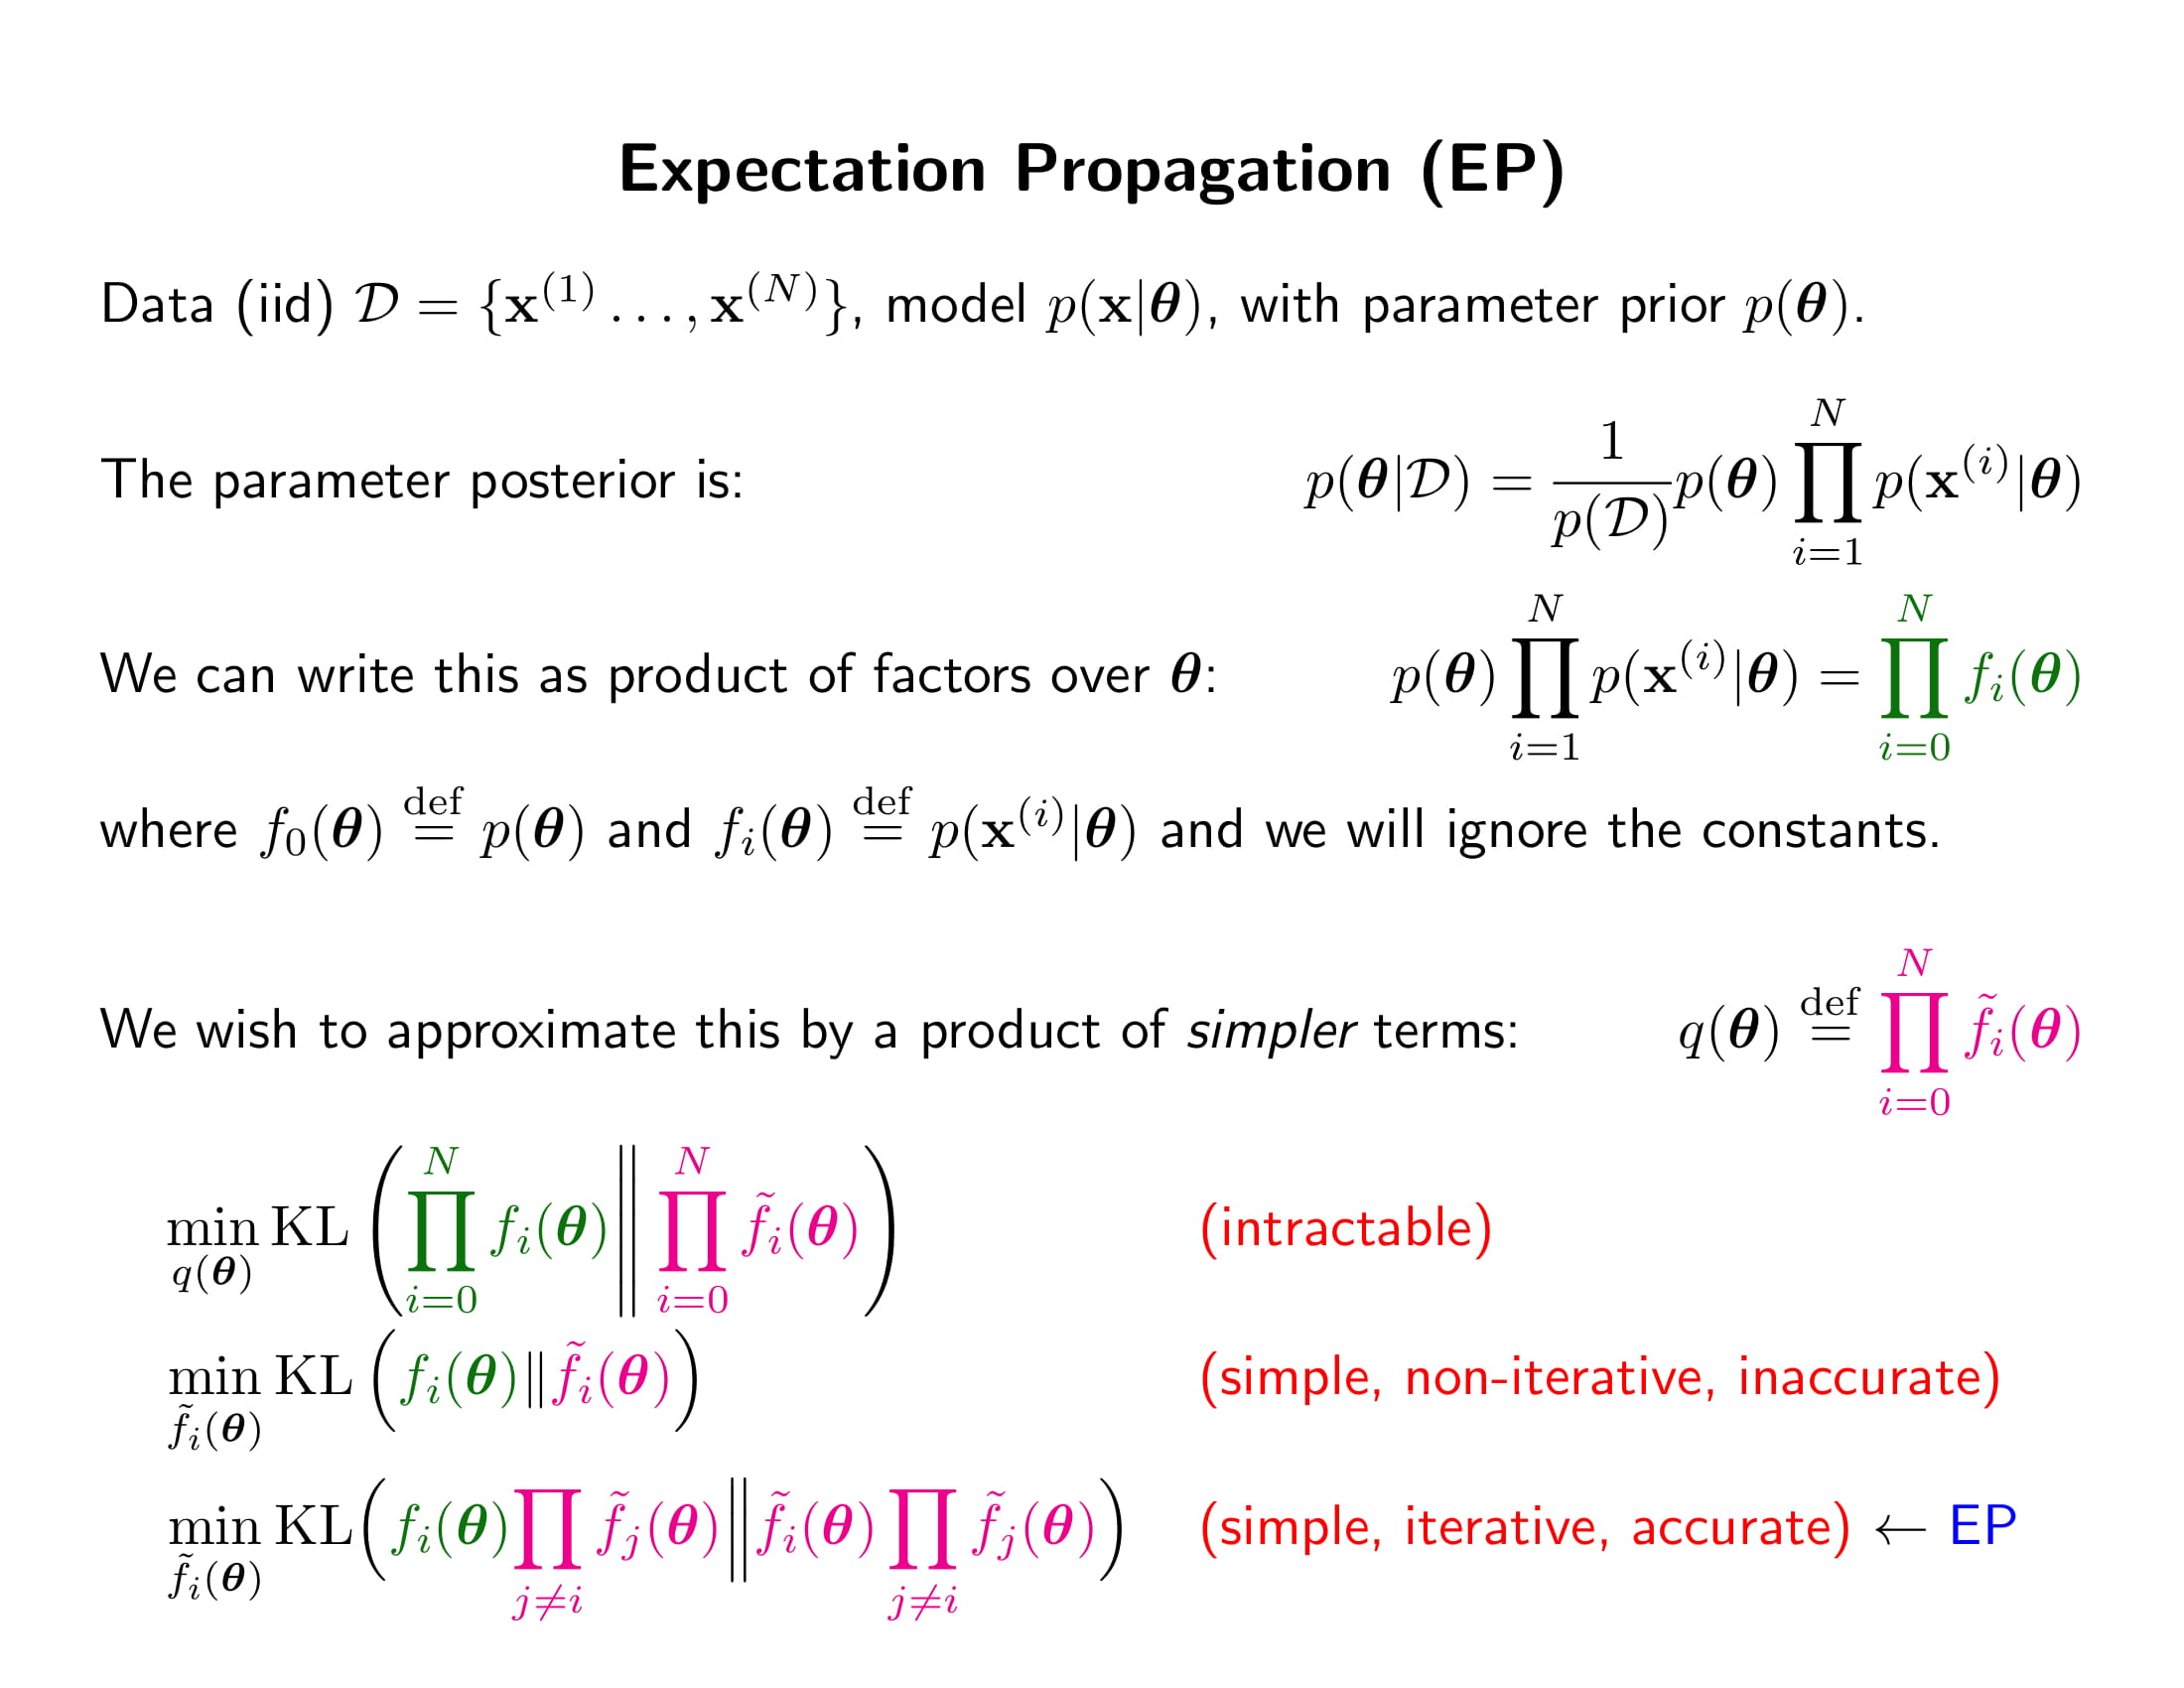 Expectation Propagation (EP)
Data (iid) $\mathcal{D} = \{\mathbf{x}^{(1)} \ldots, \mathbf{x}^{(N)}\}$, model $p(\mathbf{x}|\boldsymbol{\theta})$, with parameter prior $p(\boldsymbol{\theta})$.
The parameter posterior is: $p(\boldsymbol{\theta}|\mathcal{D}) = \frac{1}{p(\mathcal{D})} p(\boldsymbol{\theta}) \prod_{i=1}^{N} p(\mathbf{x}^{(i)}|\boldsymbol{\theta})$
We can write this as product of factors over $\boldsymbol{\theta}$: $p(\boldsymbol{\theta}) \prod_{i=1}^{N} p(\mathbf{x}^{(i)}|\boldsymbol{\theta}) = \prod_{i=0}^{N} f_i(\boldsymbol{\theta})$
where $f_0(\boldsymbol{\theta}) \stackrel{\mathrm{def}}{=} p(\boldsymbol{\theta})$ and $f_i(\boldsymbol{\theta}) \stackrel{\mathrm{def}}{=} p(\mathbf{x}^{(i)}|\boldsymbol{\theta})$ and we will ignore the constants.
We wish to approximate this by a product of simpler terms: $q(\boldsymbol{\theta}) \stackrel{\mathrm{def}}{=} \prod_{i=0}^{N} \tilde{f}_i(\boldsymbol{\theta})$
$\min_{q(\boldsymbol{\theta})} \mathrm{KL} \left( \prod_{i=0}^{N} f_i(\boldsymbol{\theta}) \middle\| \prod_{i=0}^{N} \tilde{f}_i(\boldsymbol{\theta}) \right)$ (intractable)
$\min_{\tilde{f}_i(\boldsymbol{\theta})} \mathrm{KL} \left( f_i(\boldsymbol{\theta}) \| \tilde{f}_i(\boldsymbol{\theta}) \right)$ (simple, non-iterative, inaccurate)
$\min_{\tilde{f}_i(\boldsymbol{\theta})} \mathrm{KL} \left( f_i(\boldsymbol{\theta}) \prod_{j \neq i} \tilde{f}_j(\boldsymbol{\theta}) \middle\| \tilde{f}_i(\boldsymbol{\theta}) \prod_{j \neq i} \tilde{f}_j(\boldsymbol{\theta}) \right)$ (simple, iterative, accurate) ← EP